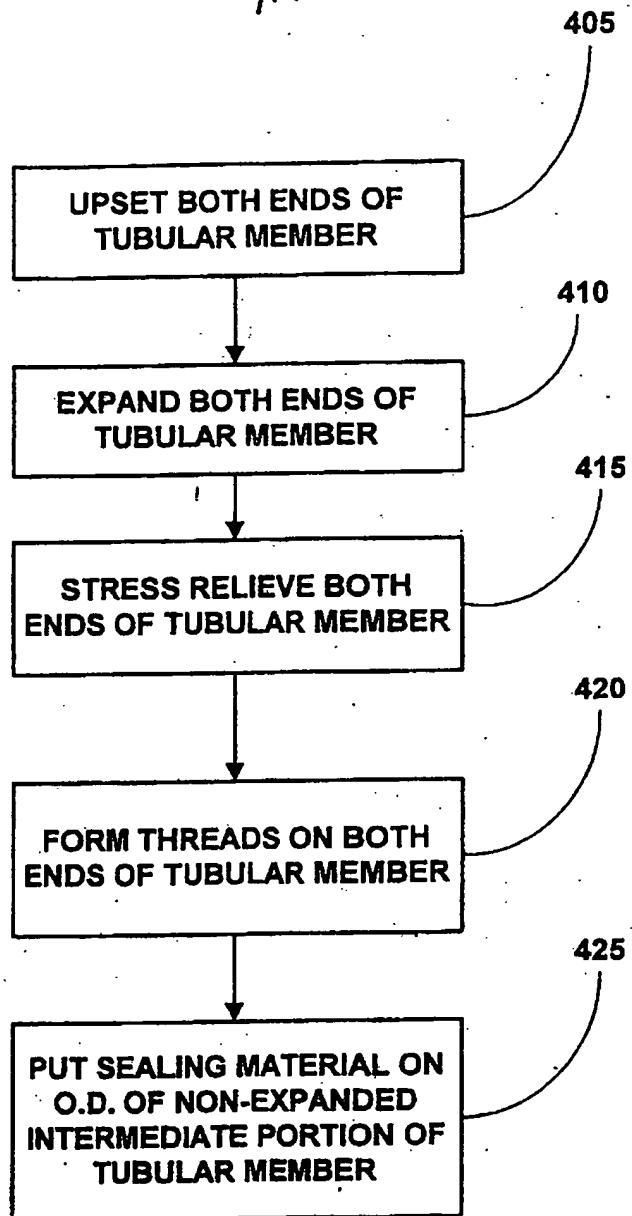 405
UPSET BOTH ENDS OF
TUBULAR MEMBER
410
EXPAND BOTH ENDS OF
TUBULAR MEMBER
415
STRESS RELIEVE BOTH
ENDS OF TUBULAR MEMBER
420
FORM THREADS ON BOTH
ENDS OF TUBULAR MEMBER
425
PUT SEALING MATERIAL ON
O.D. OF NON-EXPANDED
INTERMEDIATE PORTION OF
TUBULAR MEMBER